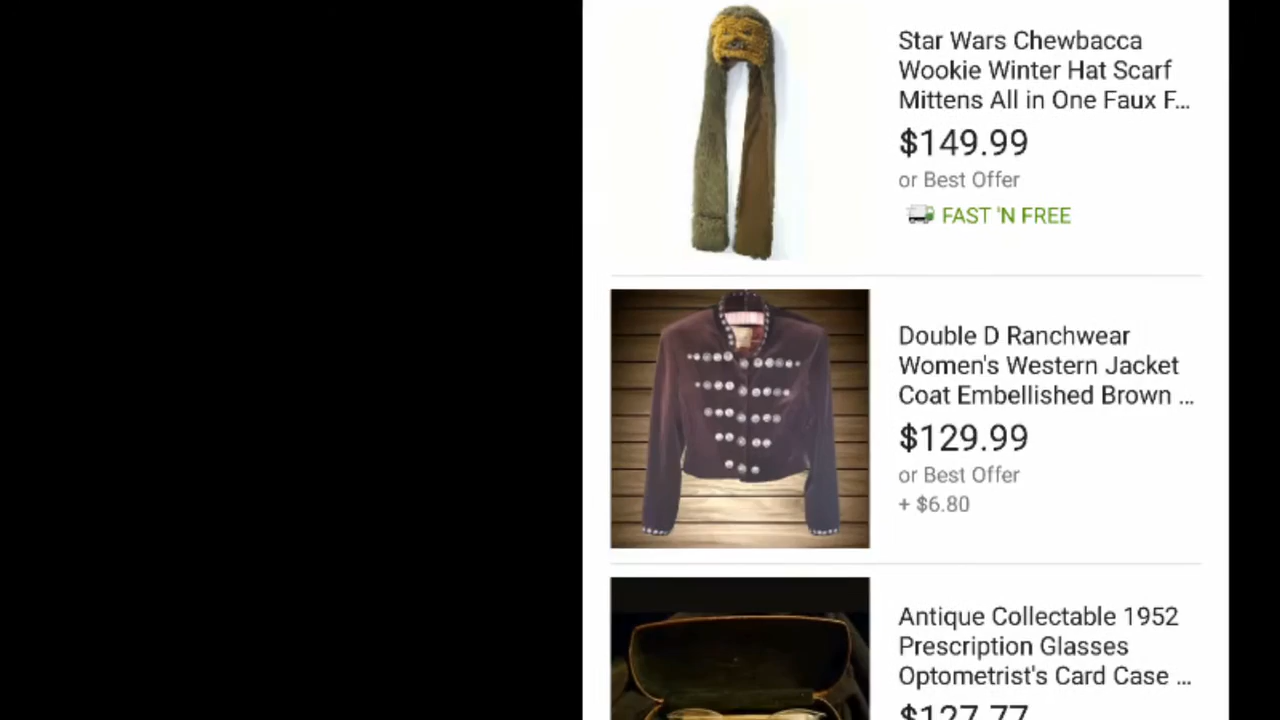 Star Wars Chewbacca
Wookie Winter Hat Scarf
Mittens All in One Faux F...
$149.99
or Best Offer
FAST 'N FREE
Double D Ranchwear
Women's Western Jacket
Coat Embellished Brown ...
$129.99
or Best Offer
+ $6.80
Antique Collectable 1952
Prescription Glasses
Optometrist's Card Case ...
$127.77